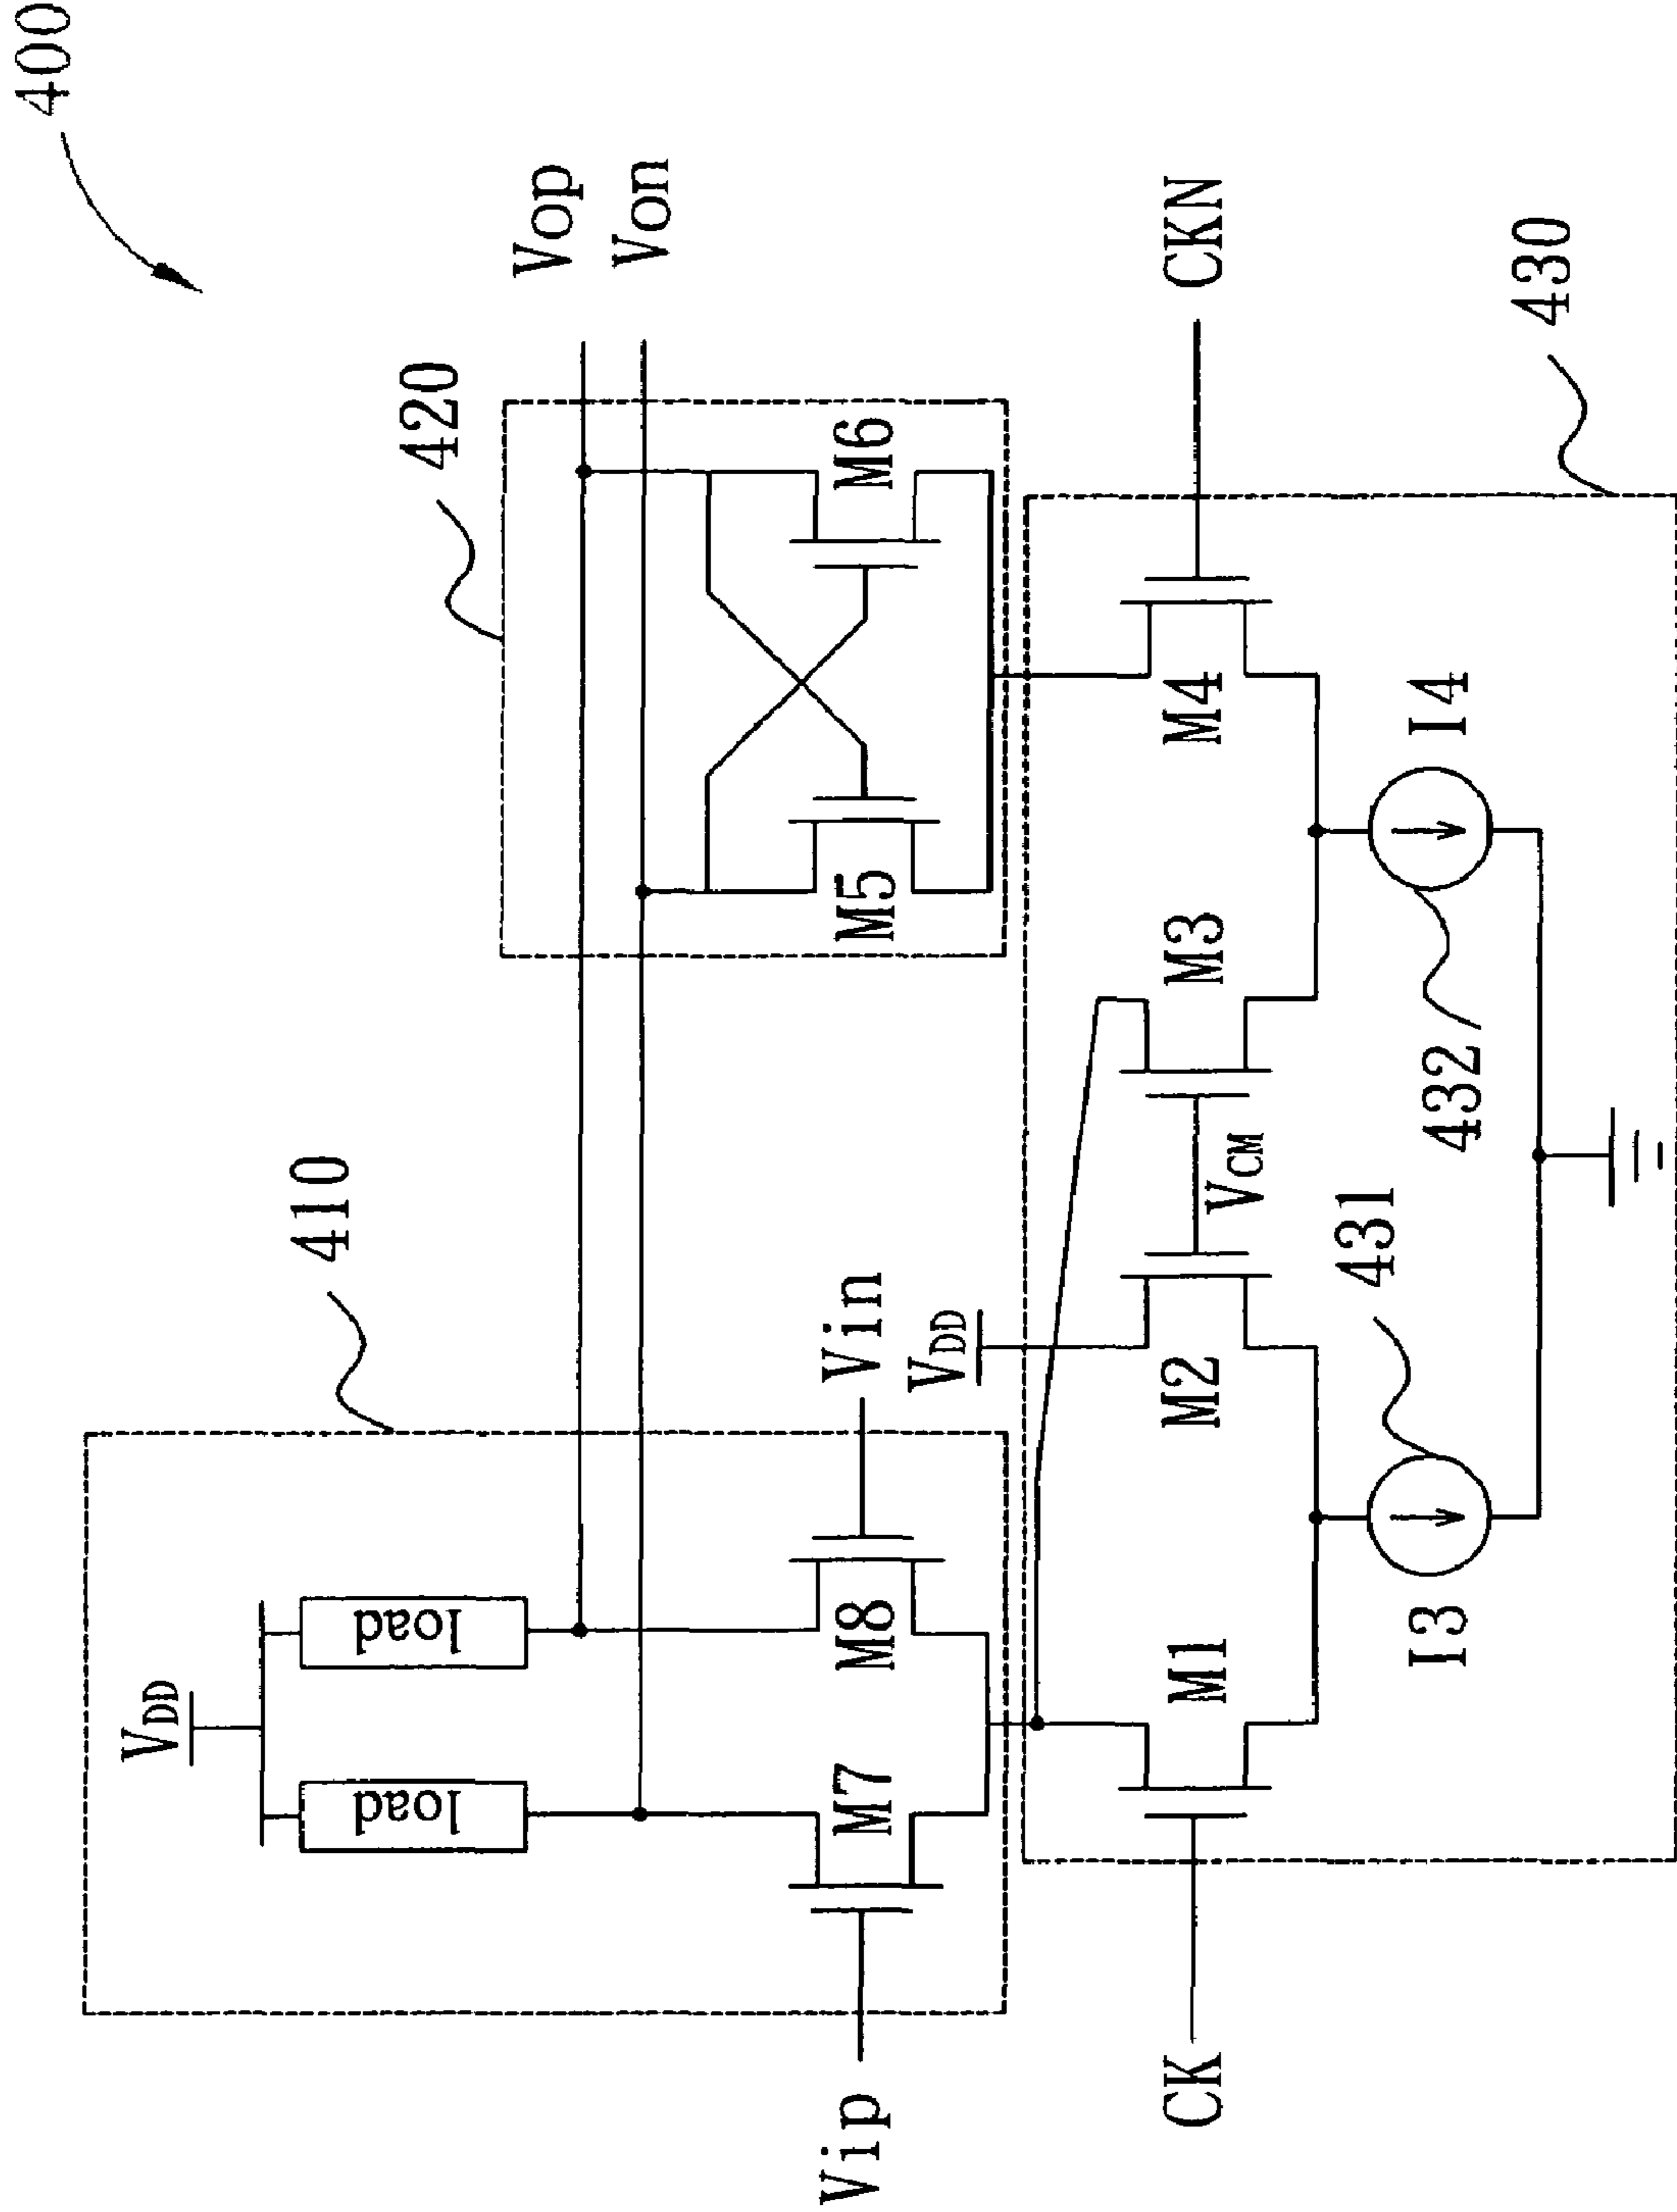 400
410
VDD
load
load
420
Vop
Von
M7
M8
Vip
Vin
M5
M6
VDD
CK
M1
M2
VCM
M3
M4
CKN
431
I3
432
I4
430